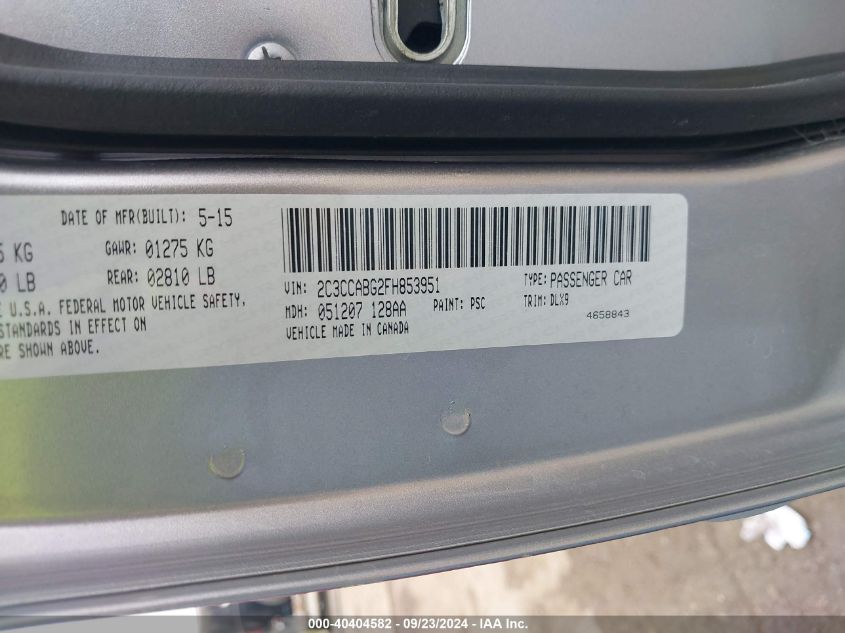 DATE OF MFR(BUILT): 5-15
KG GAWR: 01275 KG
LB REAR: 02810 LB
U.S.A. FEDERAL MOTOR VEHICLE SAFETY.
STANDARDS IN EFFECT ON
SHOWN ABOVE.
VIN: 2C3CCABG2FH853951 TYPE: PASSENGER CAR
MDH: 051207 128AA PAINT: PSC TRIM: DLX9
VEHICLE MADE IN CANADA 4658843
000-40404582 - 09/23/2024 - IAA Inc.